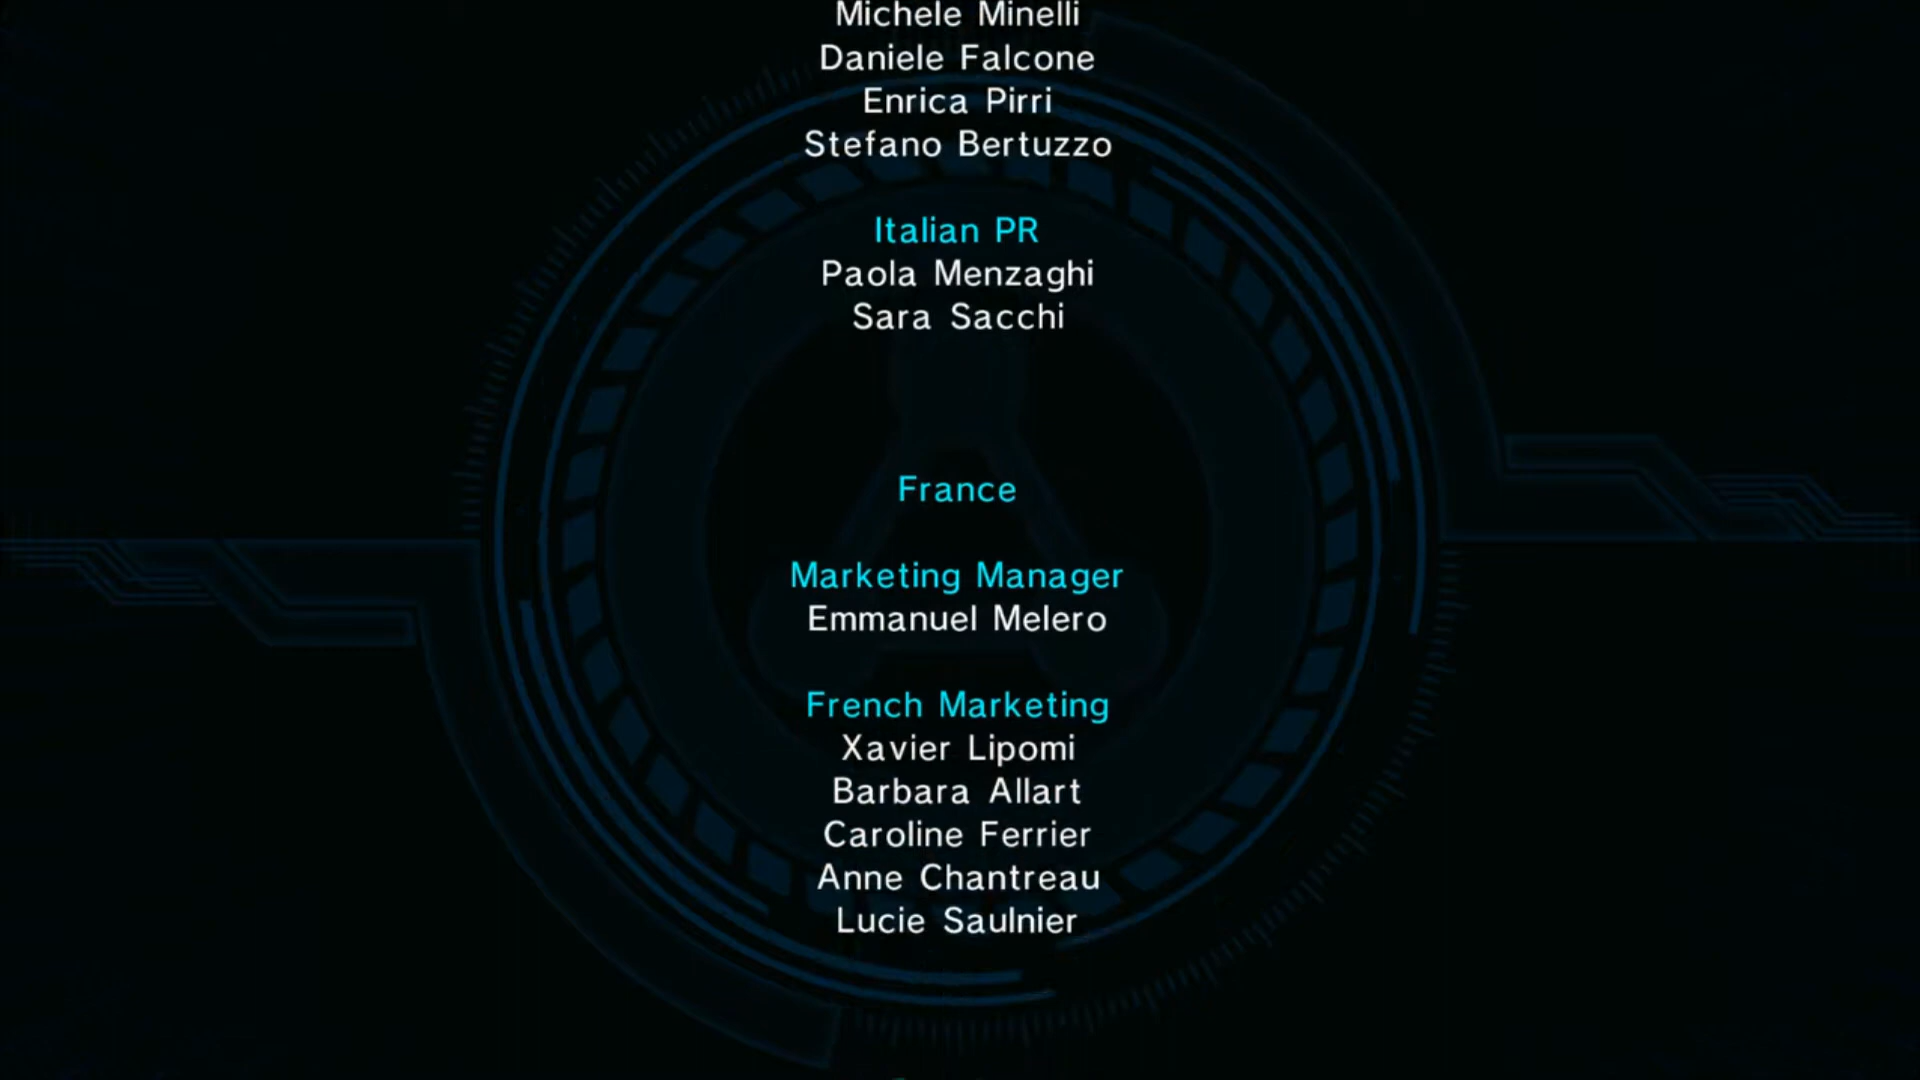 Michele Minelli
Daniele Falcone
Enrica Pirri
Stefano Bertuzzo
Italian PR
Paola Menzaghi
Sara Sacchi
France
Marketing Manager
Emmanuel Melero
French Marketing
Xavier Lipomi
Barbara Allart
Caroline Ferrier
Anne Chantreau
Lucie Saulnier